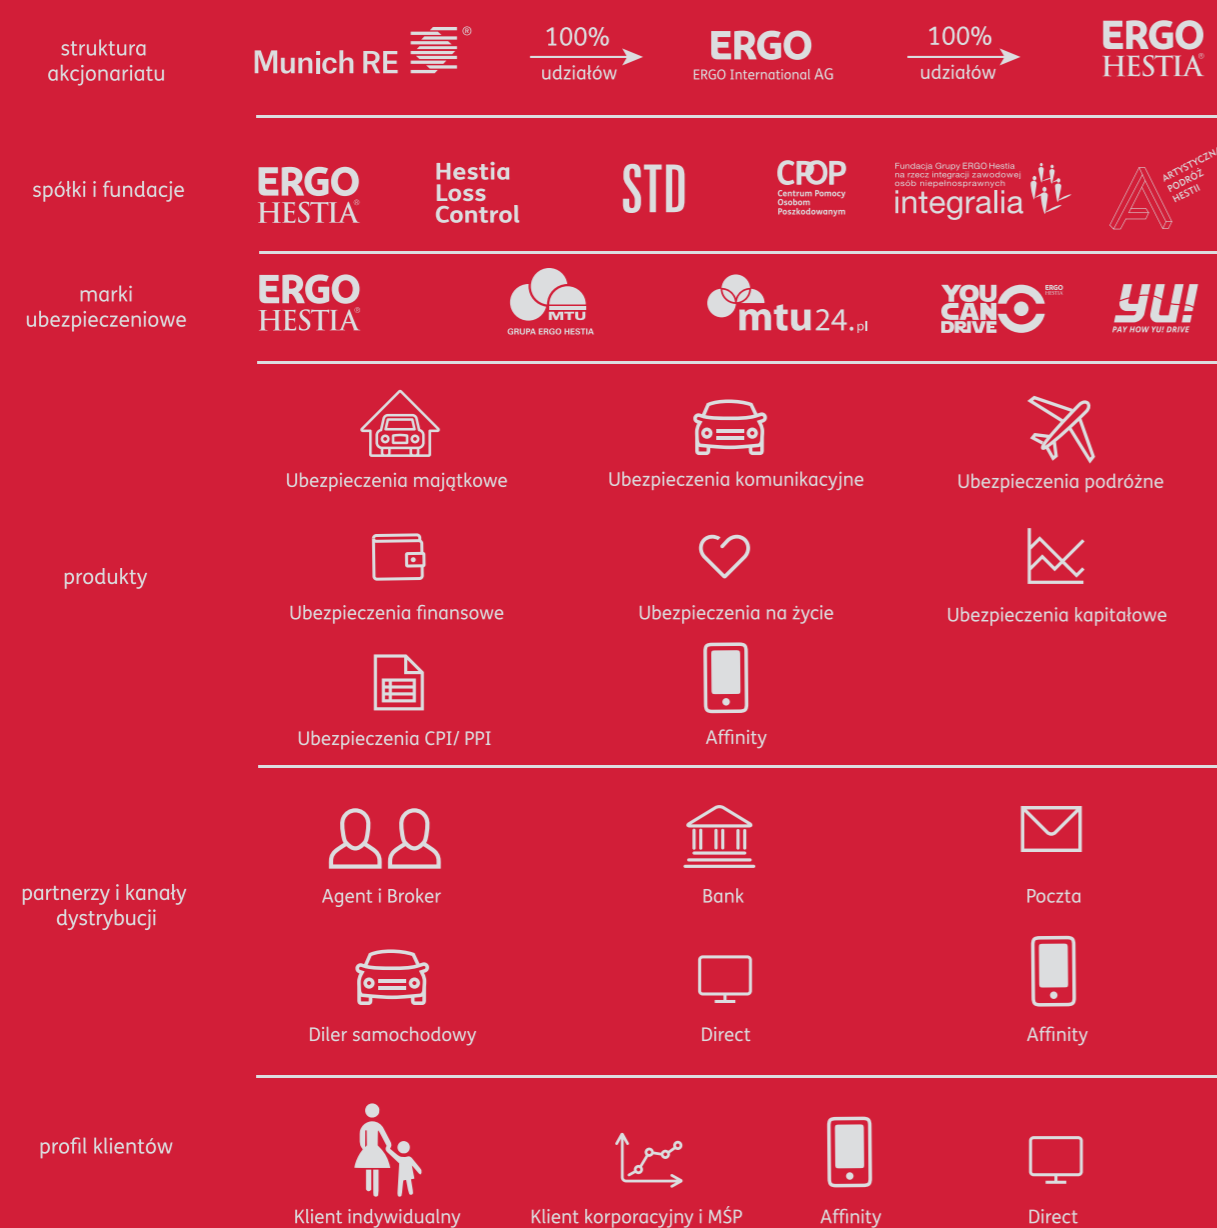 struktura
akcjonariatu
Munich RE ®
100%
udziałów
ERGO
ERGO International AG
100%
udziałów
ERGO
HESTIA®
spółki i fundacje
ERGO
HESTIA®
Hestia
Loss
Control
STD
CPOP
Centrum Pomocy
Osobom
Poszkodowanym
Fundacja Grupy ERGO Hestia
na rzecz integracji zawodowej
osób niepełnosprawnych
integralia
ARTYSTYCZNA
PODRÓŻ
HESTII
marki
ubezpieczeniowe
ERGO
HESTIA®
MTU
GRUPA ERGO HESTIA
mtu24.pl
YOU
CAN
DRIVE
ERGO
HESTIA
YU!
PAY HOW YU! DRIVE
produkty
Ubezpieczenia majątkowe
Ubezpieczenia komunikacyjne
Ubezpieczenia podróżne
Ubezpieczenia finansowe
Ubezpieczenia na życie
Ubezpieczenia kapitałowe
Ubezpieczenia CPI/ PPI
Affinity
partnerzy i kanały
dystrybucji
Agent i Broker
Bank
Poczta
Diler samochodowy
Direct
Affinity
profil klientów
Klient indywidualny
Klient korporacyjny i MŚP
Affinity
Direct